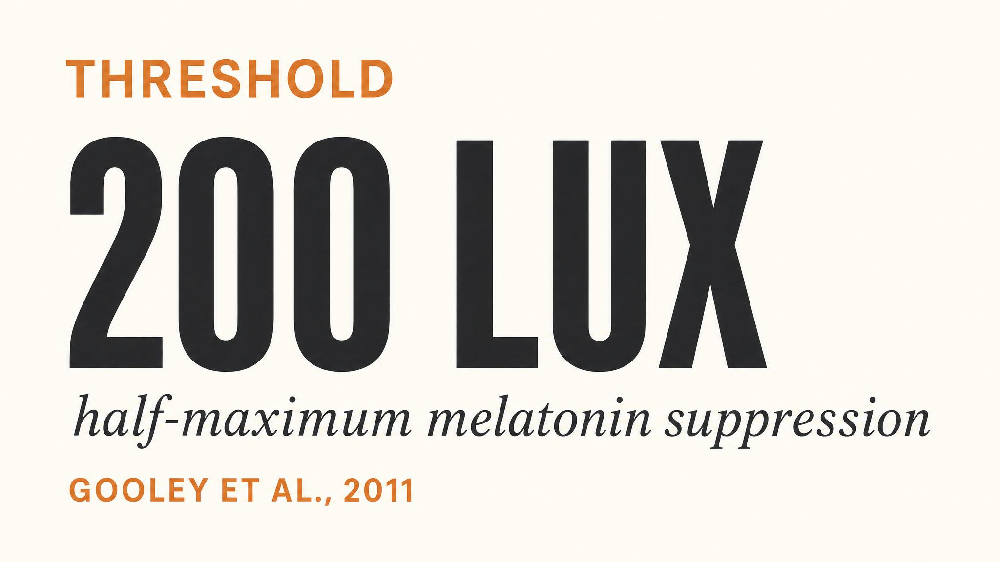 THRESHOLD
200 LUX
half-maximum melatonin suppression
GOOLEY ET AL., 2011